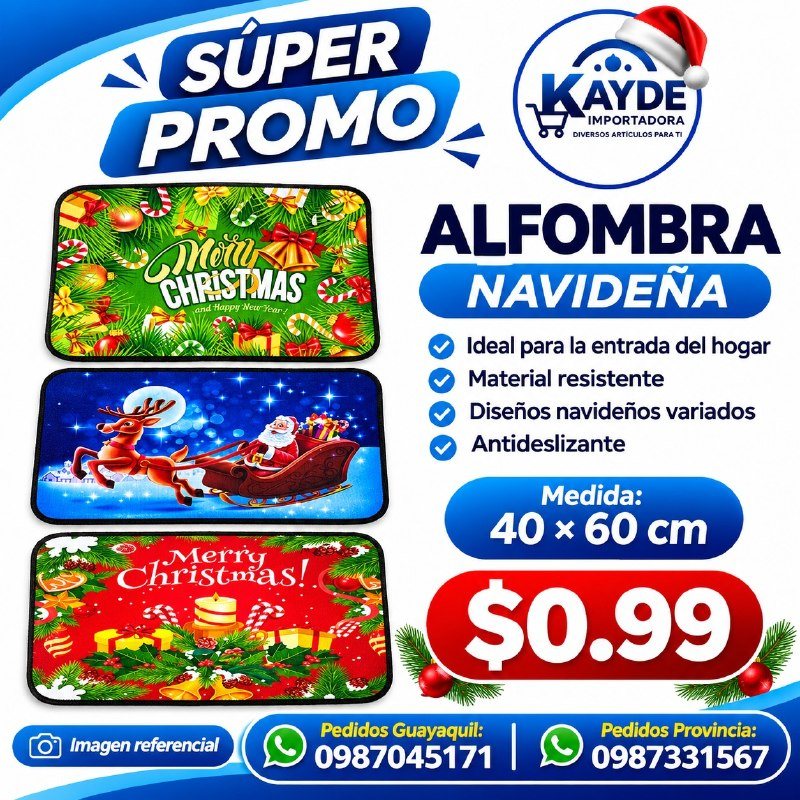 SÚPER
PROMO
KAYDE
IMPORTADORA
DIVERSOS ARTÍCULOS PARA TI
Merry
CHRISTMAS
and Happy New Year!
Merry
Christmas!
ALFOMBRA
NAVIDEÑA
Ideal para la entrada del hogar
Material resistente
Diseños navideños variados
Antideslizante
Medida:
40 × 60 cm
$0.99
Imagen referencial
Pedidos Guayaquil:
0987045171
Pedidos Provincia:
0987331567